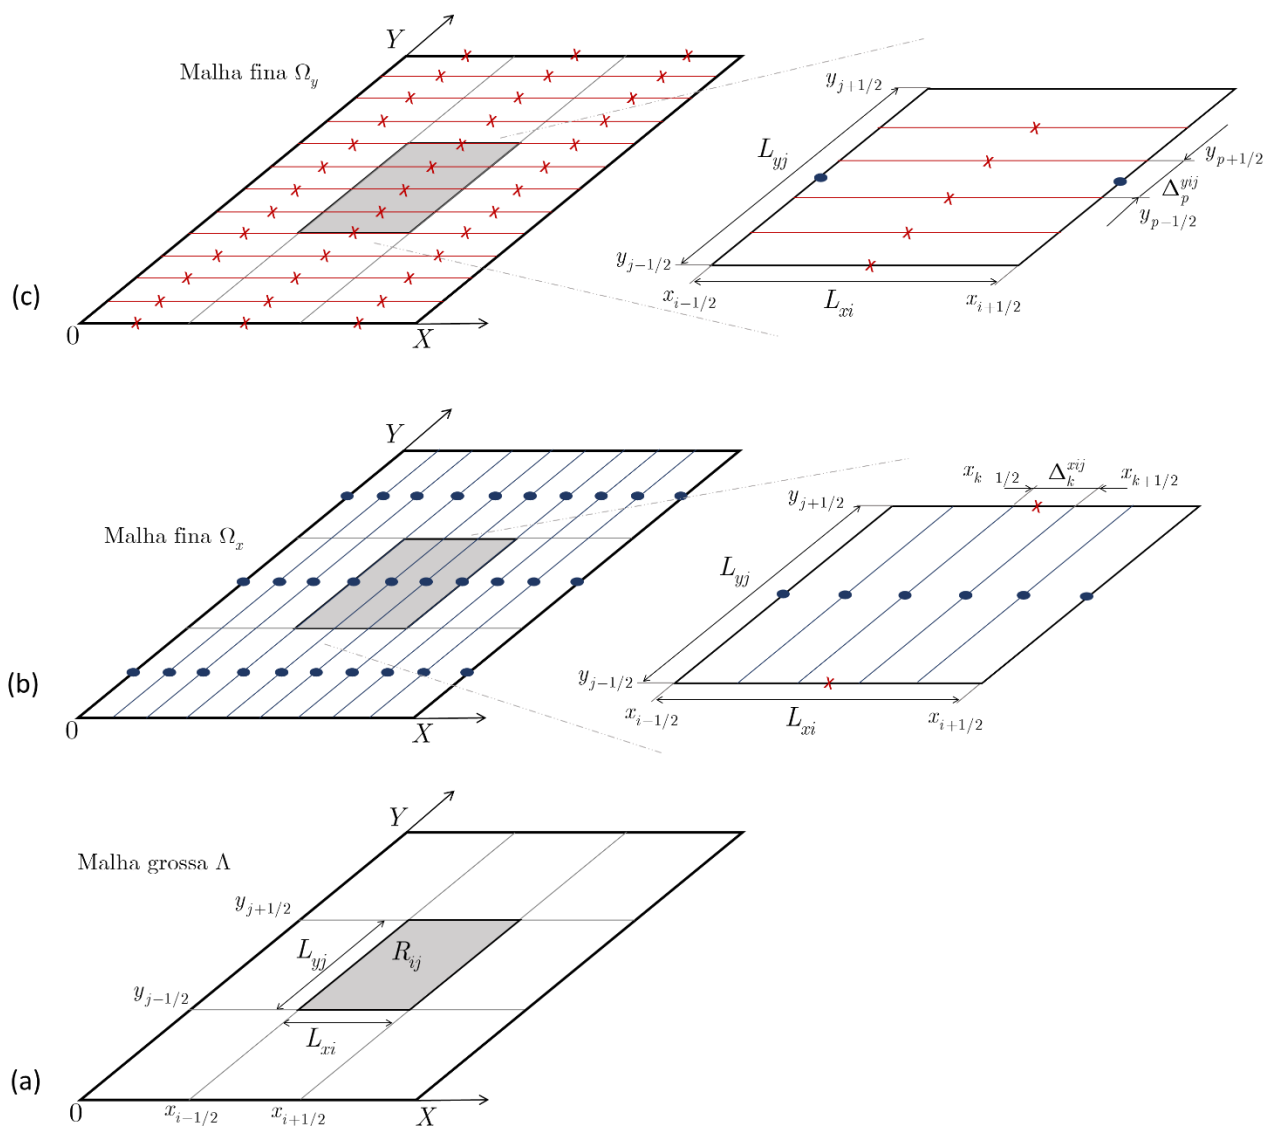 Y
Malha fina Ω_y
0
X
(c)
y_{j+1/2}
L_{yj}
y_{p+1/2}
Δ_p^{yij}
y_{p−1/2}
y_{j−1/2}
x_{i−1/2}
L_{xi}
x_{i+1/2}
Y
Malha fina Ω_x
0
X
(b)
x_{k 1/2}
Δ_k^{xij}
x_{k+1/2}
y_{j+1/2}
L_{yj}
y_{j−1/2}
x_{i−1/2}
L_{xi}
x_{i+1/2}
Y
Malha grossa Λ
y_{j+1/2}
L_{yj}
R_{ij}
y_{j−1/2}
L_{xi}
(a)
0
x_{i−1/2}
x_{i+1/2}
X